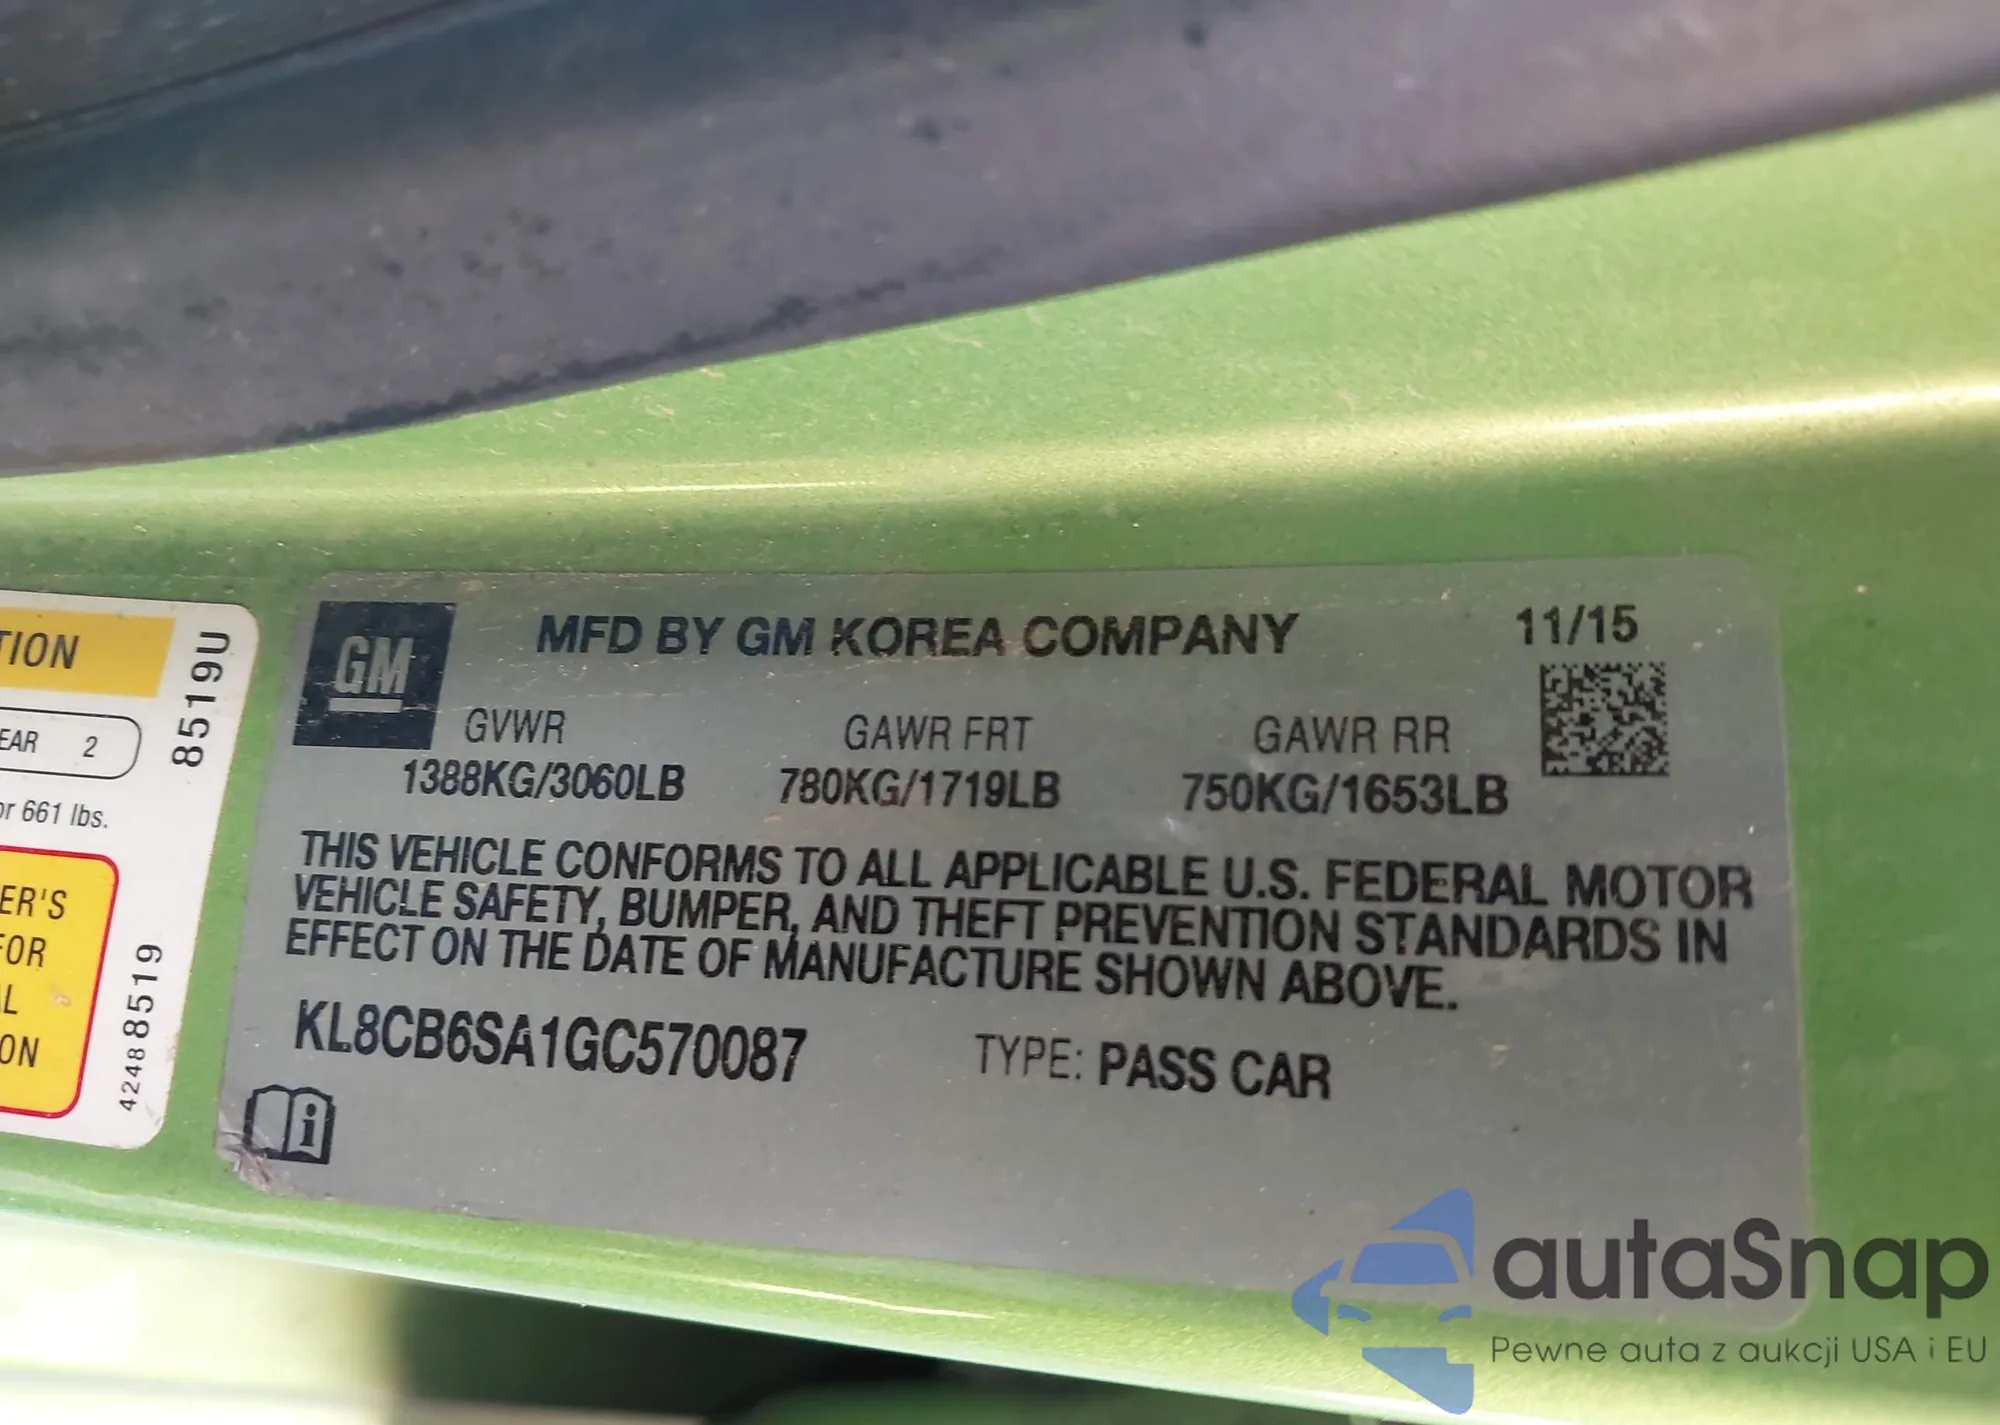 TION
EAR 2
or 661 lbs.
ER'S
FOR
AL
ON
8519U
42488519
GM
MFD BY GM KOREA COMPANY 11/15
GVWR GAWR FRT GAWR RR
1388KG/3060LB 780KG/1719LB 750KG/1653LB
THIS VEHICLE CONFORMS TO ALL APPLICABLE U.S. FEDERAL MOTOR
VEHICLE SAFETY, BUMPER, AND THEFT PREVENTION STANDARDS IN
EFFECT ON THE DATE OF MANUFACTURE SHOWN ABOVE.
KL8CB6SA1GC570087 TYPE: PASS CAR
i
autaSnap
Pewne auta z aukcji USA i EU